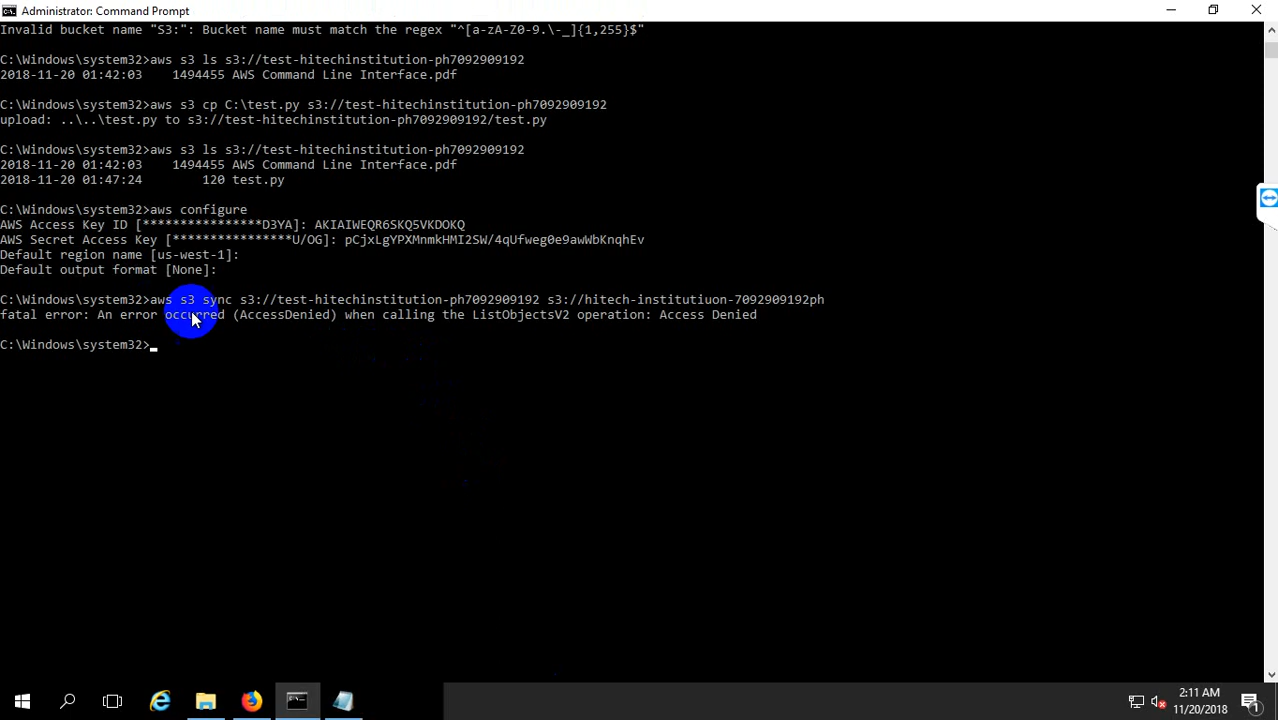 Administrator: Command Prompt
Invalid bucket name "S3:": Bucket name must match the regex "^[a-zA-Z0-9.\-_]{1,255}$"
C:\Windows\system32>aws s3 ls s3://test-hitechinstitution-ph7092909192
2018-11-20 01:42:03    1494455 AWS Command Line Interface.pdf
C:\Windows\system32>aws s3 cp C:\test.py s3://test-hitechinstitution-ph7092909192
upload: ..\..\test.py to s3://test-hitechinstitution-ph7092909192/test.py
C:\Windows\system32>aws s3 ls s3://test-hitechinstitution-ph7092909192
2018-11-20 01:42:03    1494455 AWS Command Line Interface.pdf
2018-11-20 01:47:24        120 test.py
C:\Windows\system32>aws configure
AWS Access Key ID [****************D3YA]: AKIAIWEQR6SKQ5VKDOKQ
AWS Secret Access Key [****************U/OG]: 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
Default region name [us-west-1]:
Default output format [None]:
C:\Windows\system32>aws s3 sync s3://test-hitechinstitution-ph7092909192 s3://hitech-institutiuon-7092909192ph
fatal error: An error occurred (AccessDenied) when calling the ListObjectsV2 operation: Access Denied
C:\Windows\system32>
2:11 AM
11/20/2018
1